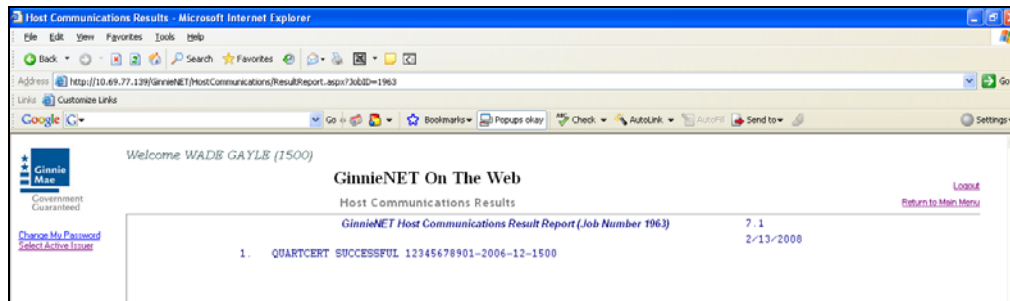 Host Communications Results - Microsoft Internet Explorer
File Edit View Favorites Tools Help
Back Search Favorites
Address http://10.69.77.139/GinnieNET/HostCommunications/ResultReport.aspx?JobID=1963 Go
Links Customize Links
Google G Go Bookmarks Popups okay Check AutoLink AutoFill Send to Settings
Ginnie Mae
Government Guaranteed
Change My Password
Select Active Issuer
Welcome WADE GAYLE (1500)
GinnieNET On The Web
Host Communications Results
Logout
Return to Main Menu
GinnieNET Host Communications Result Report (Job Number 1963) 7.1
2/13/2008
1. QUARTCERT SUCCESSFUL 12345678901-2006-12-1500